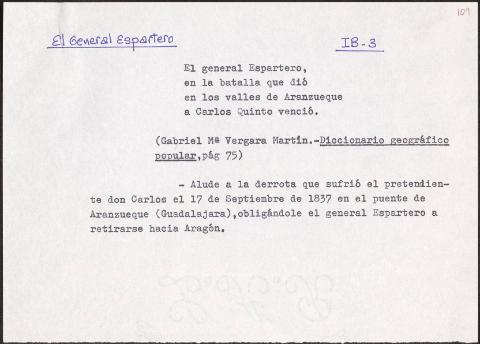 109
El General Espartero
IB-3
El general Espartero,
en la batalla que dió
en los valles de Aranzueque
a Carlos Quinto venció.
(Gabriel Mª Vergara Martín.-Diccionario geográfico
popular,pág 75)
- Alude a la derrota que sufrió el pretendien-
te don Carlos el 17 de Septiembre de 1837 en el puente de
Aranzueque (Guadalajara),obligándole el general Espartero a
retirarse hacia Aragón.